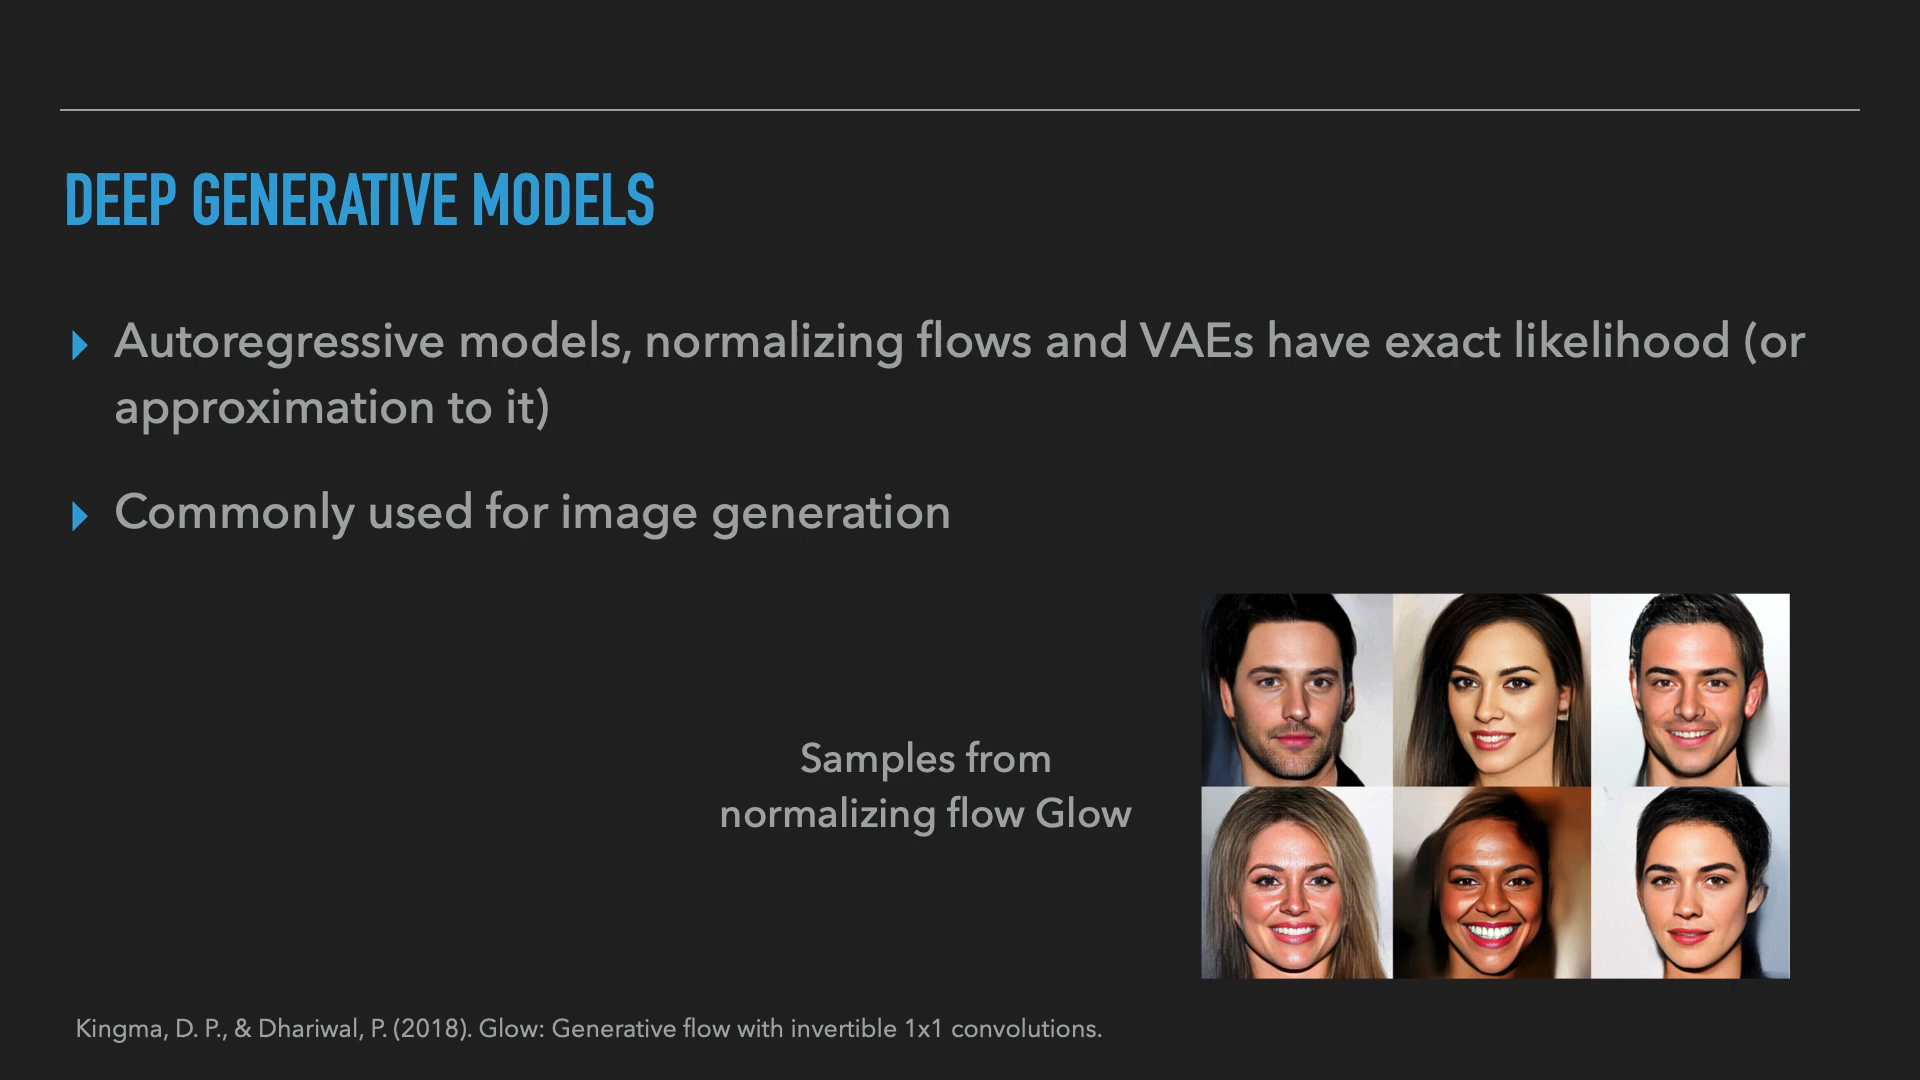 DEEP GENERATIVE MODELS
Autoregressive models, normalizing flows and VAEs have exact likelihood (or
approximation to it)
Commonly used for image generation
Samples from
normalizing flow Glow
Kingma, D. P., & Dhariwal, P. (2018). Glow: Generative flow with invertible 1x1 convolutions.